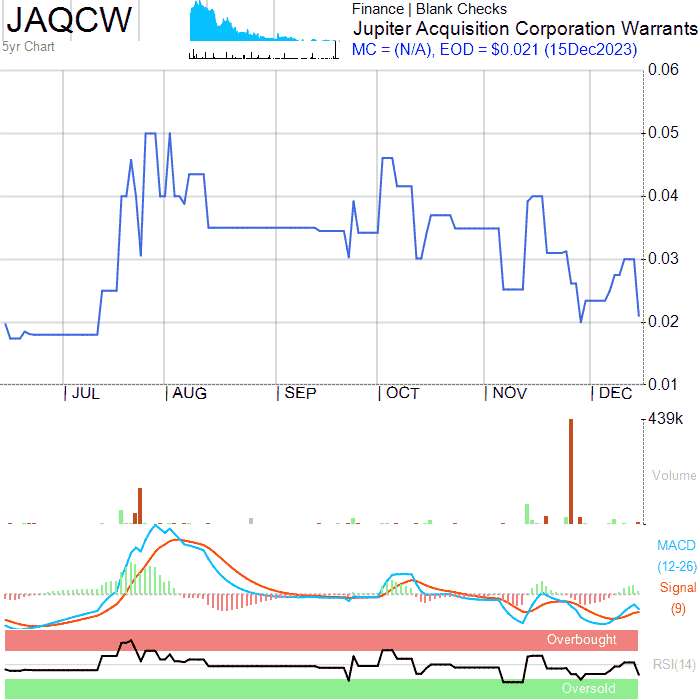 JAQCW
5yr Chart
Finance | Blank Checks
Jupiter Acquisition Corporation Warrants
MC = (N/A), EOD = $0.021 (15Dec2023)
0.06
0.05
0.04
0.03
0.02
0.01
JUL
AUG
SEP
OCT
NOV
DEC
439k
Volume
MACD
(12-26)
Signal
(9)
Overbought
RSI(14)
Oversold